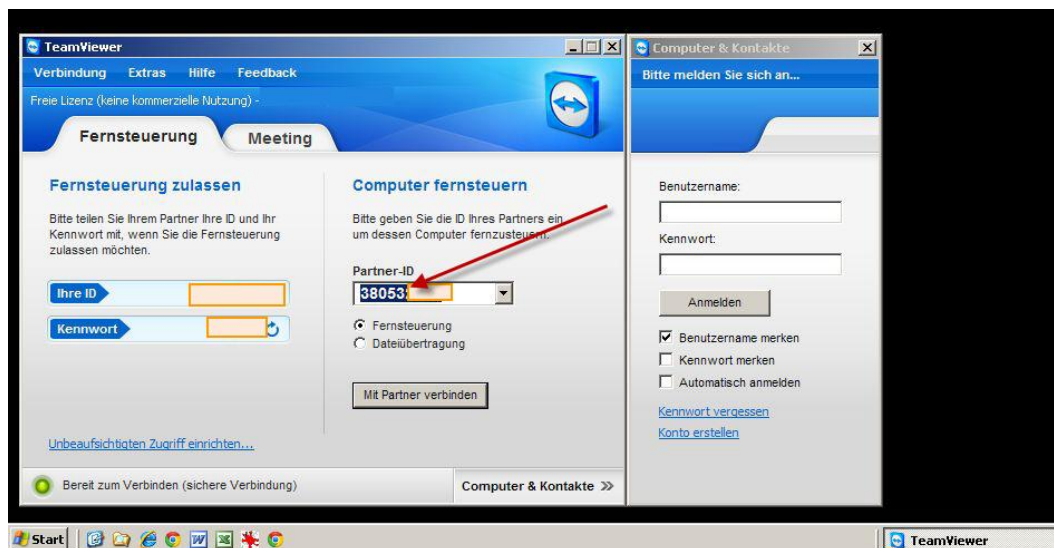 TeamViewer
Verbindung Extras Hilfe Feedback
Freie Lizenz (keine kommerzielle Nutzung) -
Fernsteuerung Meeting
Fernsteuerung zulassen
Bitte teilen Sie Ihrem Partner Ihre ID und Ihr
Kennwort mit, wenn Sie die Fernsteuerung
zulassen möchten.
Ihre ID
Kennwort
Unbeaufsichtigten Zugriff einrichten...
Computer fernsteuern
Bitte geben Sie die ID Ihres Partners ein
um dessen Computer fernzusteuern.
Partner-ID
38053
Fernsteuerung
Dateiübertragung
Mit Partner verbinden
Bereit zum Verbinden (sichere Verbindung)
Computer & Kontakte >>
Computer & Kontakte
Bitte melden Sie sich an...
Benutzername:
Kennwort:
Anmelden
Benutzername merken
Kennwort merken
Automatisch anmelden
Kennwort vergessen
Konto erstellen
Start
TeamViewer